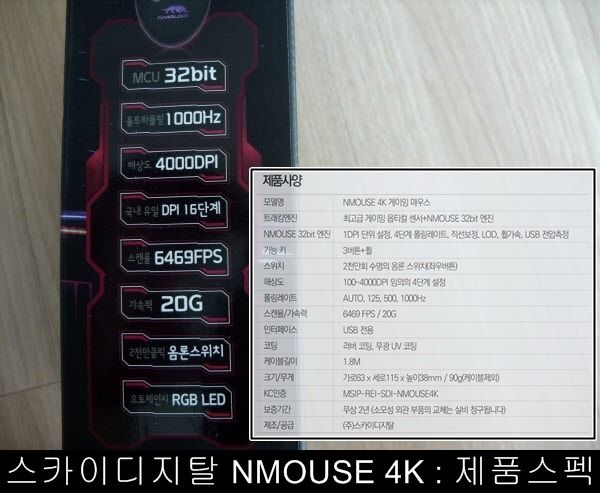 NMOUSE
MCU 32bit
울트라폴링 1000Hz
해상도 4000DPI
국내 유일 DPI 16단계
스캔율 6469FPS
가속력 20G
2천만클릭 옴론스위치
오토체인지 RGB LED
제품사양
모델명 NMOUSE 4K 게이밍 마우스
트래킹엔진 최고급 게이밍 옵티컬 센서+NMOUSE 32bit 엔진
NMOUSE 32bit 엔진 1DPI 단위 설정, 4단계 폴링레이트, 직선보정, LOD, 휠가속, USB 전압측정
기능 키 3버튼+휠
스위치 2천만회 수명의 옴론 스위치(좌우버튼)
해상도 100~4000DPI 임의의 4단계 설정
폴링레이트 AUTO, 125, 500, 1000Hz
스캔율/가속력 6469 FPS / 20G
인터페이스 USB 전용
코팅 러버 코팅, 무광 UV 코팅
케이블길이 1.8M
크기/무게 가로63 x 세로115 x 높이38mm / 90g(케이블제외)
KC인증 MSIP-REI-SDI-NMOUSE4K
보증기간 무상 2년 (소모성 외관 부품의 교체는 실비 청구됩니다)
제조/공급 (주)스카이디지탈
스카이디지탈 NMOUSE 4K : 제품스펙